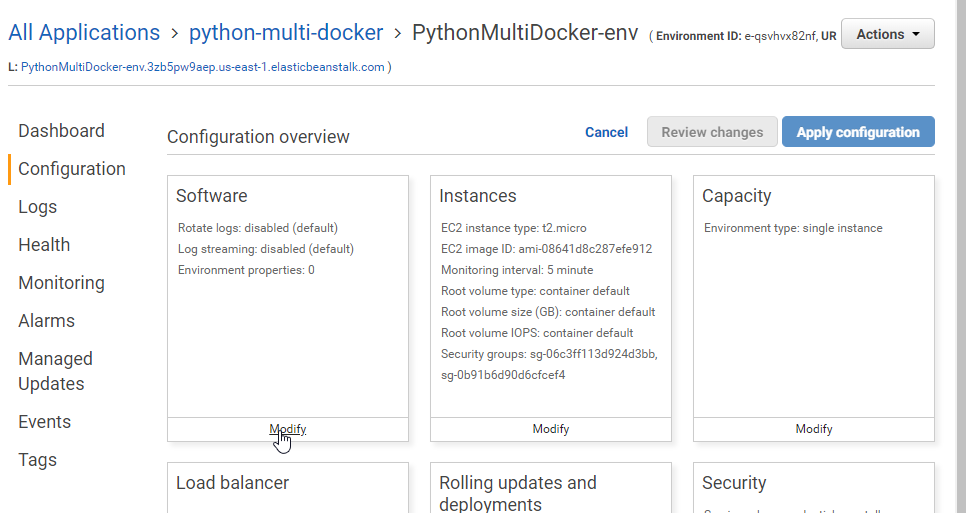 All Applications > python-multi-docker > PythonMultiDocker-env ( Environment ID: e-qsvhvx82nf, UR
Actions
L: PythonMultiDocker-env.3zb5pw9aep.us-east-1.elasticbeanstalk.com )
Dashboard
Configuration
Logs
Health
Monitoring
Alarms
Managed
Updates
Events
Tags
Configuration overview
Cancel
Review changes
Apply configuration
Software
Rotate logs: disabled (default)
Log streaming: disabled (default)
Environment properties: 0
Modify
Instances
EC2 instance type: t2.micro
EC2 image ID: ami-08641d8c287efe912
Monitoring interval: 5 minute
Root volume type: container default
Root volume size (GB): container default
Root volume IOPS: container default
Security groups: sg-06c3ff113d924d3bb,
sg-0b91b6d90d6cfcef4
Modify
Capacity
Environment type: single instance
Modify
Load balancer
Rolling updates and
deployments
Security